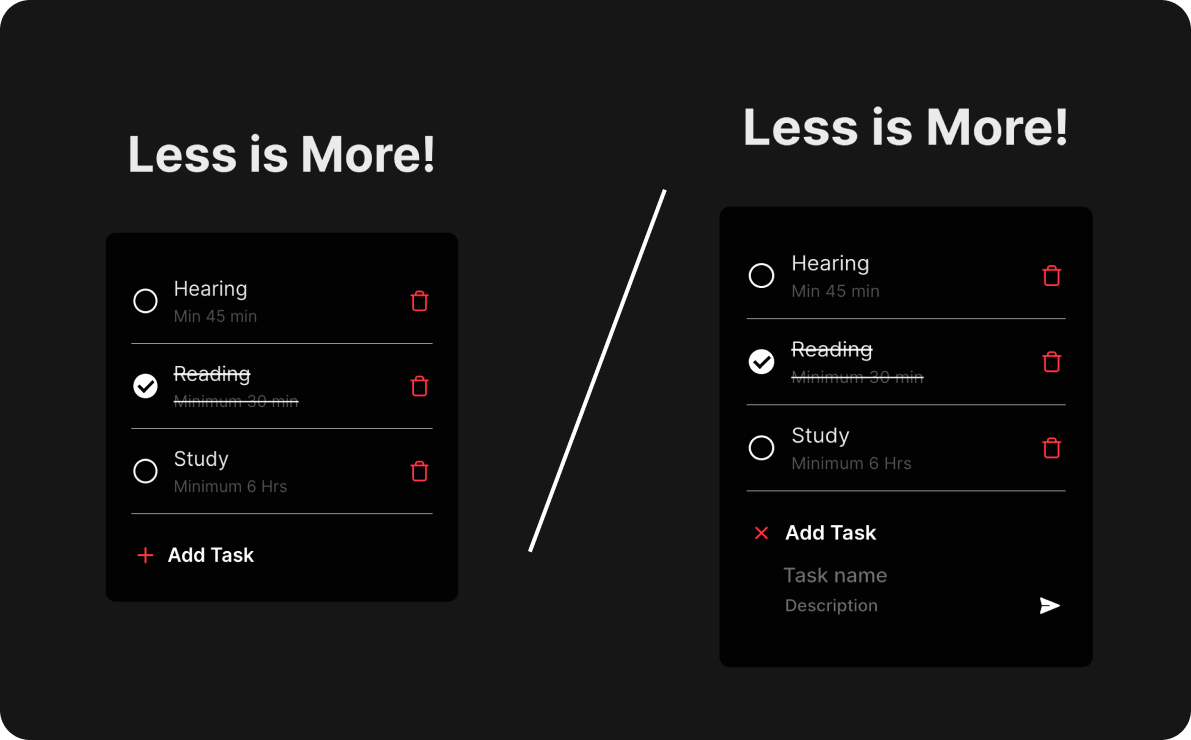 Less is More!
Hearing
Min 45 min
Reading
Minimum 30 min
Study
Minimum 6 Hrs
Add Task
Less is More!
Hearing
Min 45 min
Reading
Minimum 30 min
Study
Minimum 6 Hrs
Add Task
Task name
Description